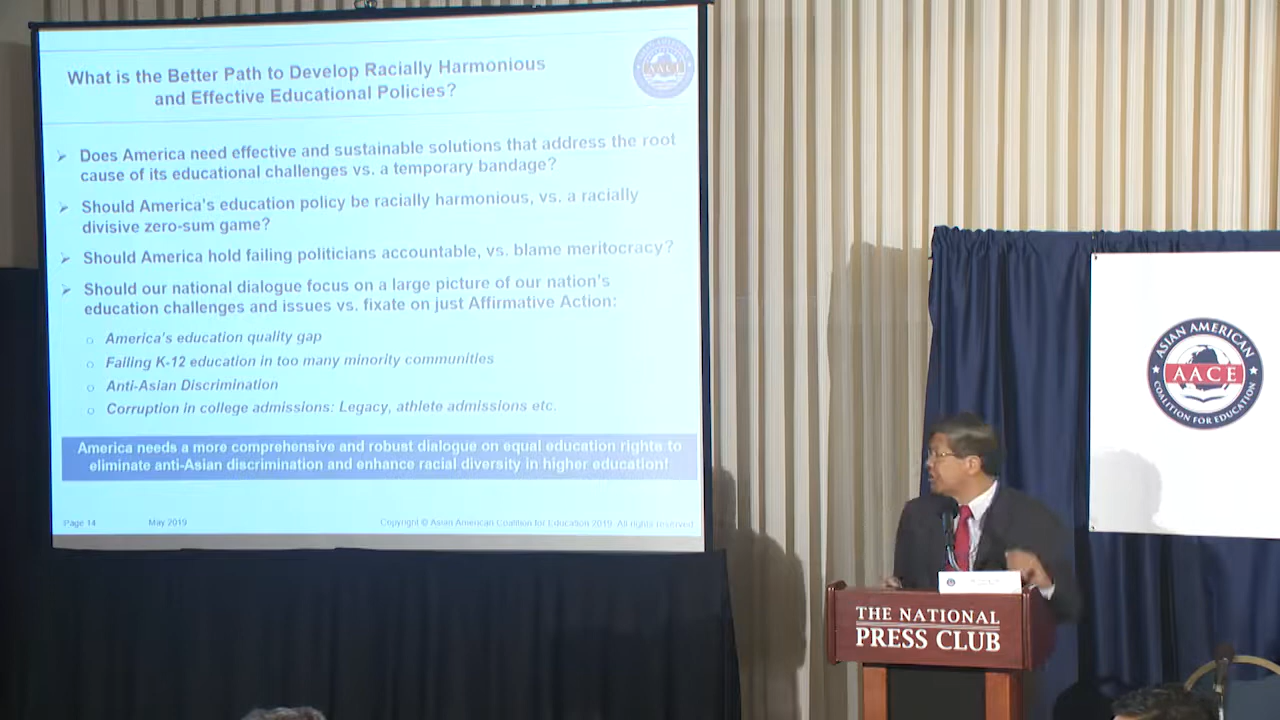 What is the Better Path to Develop Racially Harmonious
and Effective Educational Policies?
AACE
Does America need effective and sustainable solutions that address the root
cause of its educational challenges vs. a temporary bandage?
Should America's education policy be racially harmonious, vs. a racially
divisive zero-sum game?
Should America hold failing politicians accountable, vs. blame meritocracy?
Should our national dialogue focus on a large picture of our nation's
education challenges and issues vs. fixate on just Affirmative Action:
America's education quality gap
Failing K-12 education in too many minority communities
Anti-Asian Discrimination
Corruption in college admissions: Legacy, athlete admissions etc.
America needs a more comprehensive and robust dialogue on equal education rights to
eliminate anti-Asian discrimination and enhance racial diversity in higher education!
Page 14 May 2019 Copyright © Asian American Coalition for Education 2019. All rights reserved
ASIAN AMERICAN
AACE
COALITION FOR EDUCATION
THE NATIONAL
PRESS CLUB